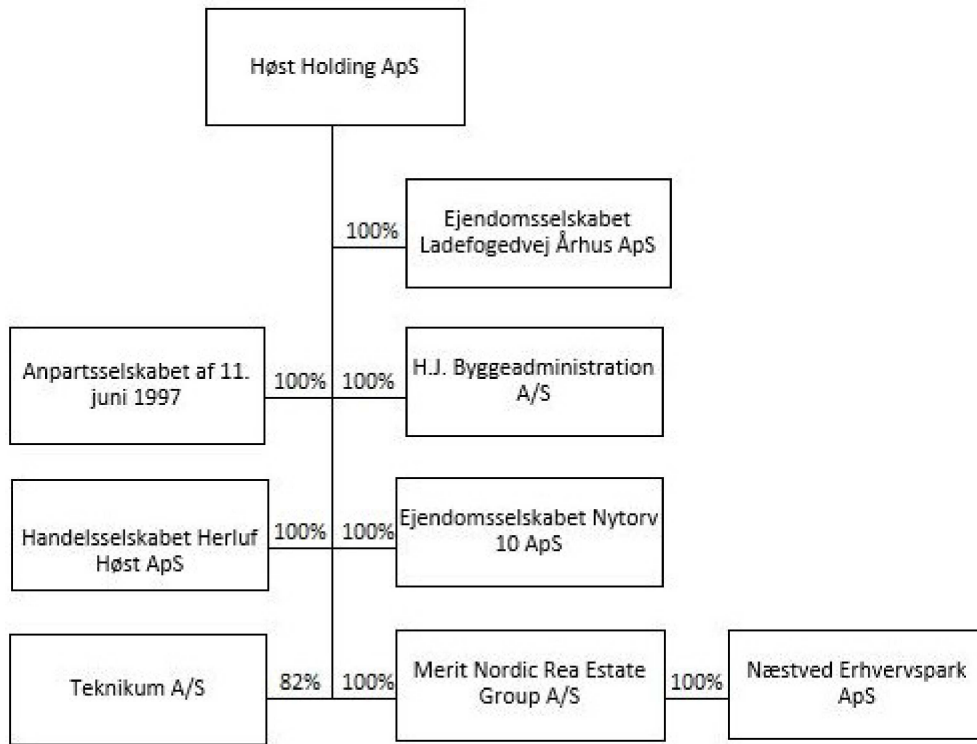 Høst Holding ApS
100%
Ejendomsselskabet
Ladefogedvej Århus ApS
Anpartsselskabet af 11.
juni 1997
100%
100%
H.J. Byggeadministration
A/S
Handelsselskabet Herluf
Høst ApS
100%
100%
Ejendomsselskabet Nytorv
10 ApS
Teknikum A/S
82%
100%
Merit Nordic Rea Estate
Group A/S
100%
Næstved Erhvervspark
ApS